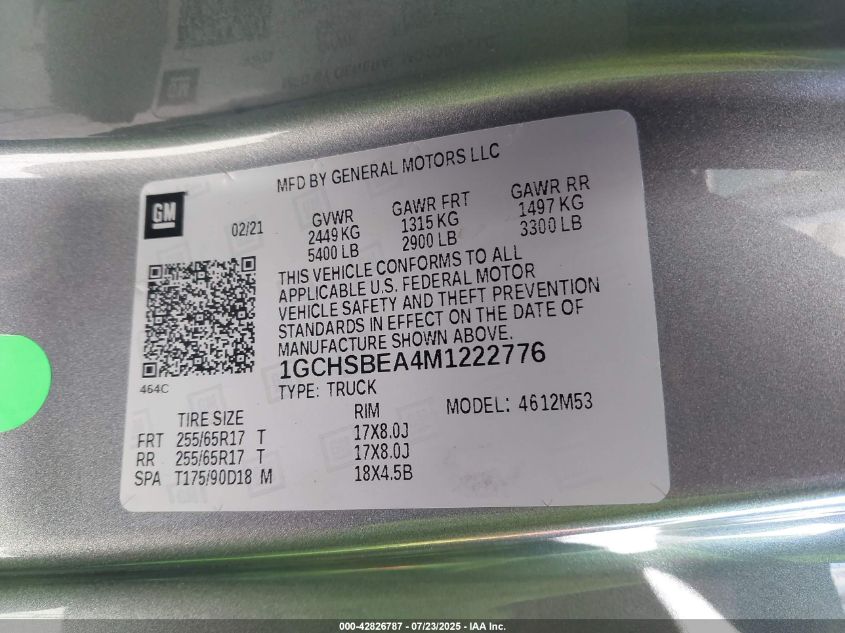 MFD BY GENERAL MOTORS LLC
GM
02/21
GVWR GAWR FRT GAWR RR
2449 KG 1315 KG 1497 KG
5400 LB 2900 LB 3300 LB
THIS VEHICLE CONFORMS TO ALL
APPLICABLE U.S. FEDERAL MOTOR
VEHICLE SAFETY AND THEFT PREVENTION
STANDARDS IN EFFECT ON THE DATE OF
MANUFACTURE SHOWN ABOVE.
1GCHSBEA4M1222776
464C
TYPE: TRUCK
MODEL: 4612M53
TIRE SIZE RIM
FRT 255/65R17 T 17X8.0J
RR 255/65R17 T 17X8.0J
SPA T175/90D18 M 18X4.5B
000-42826787 - 07/23/2025 - IAA Inc.